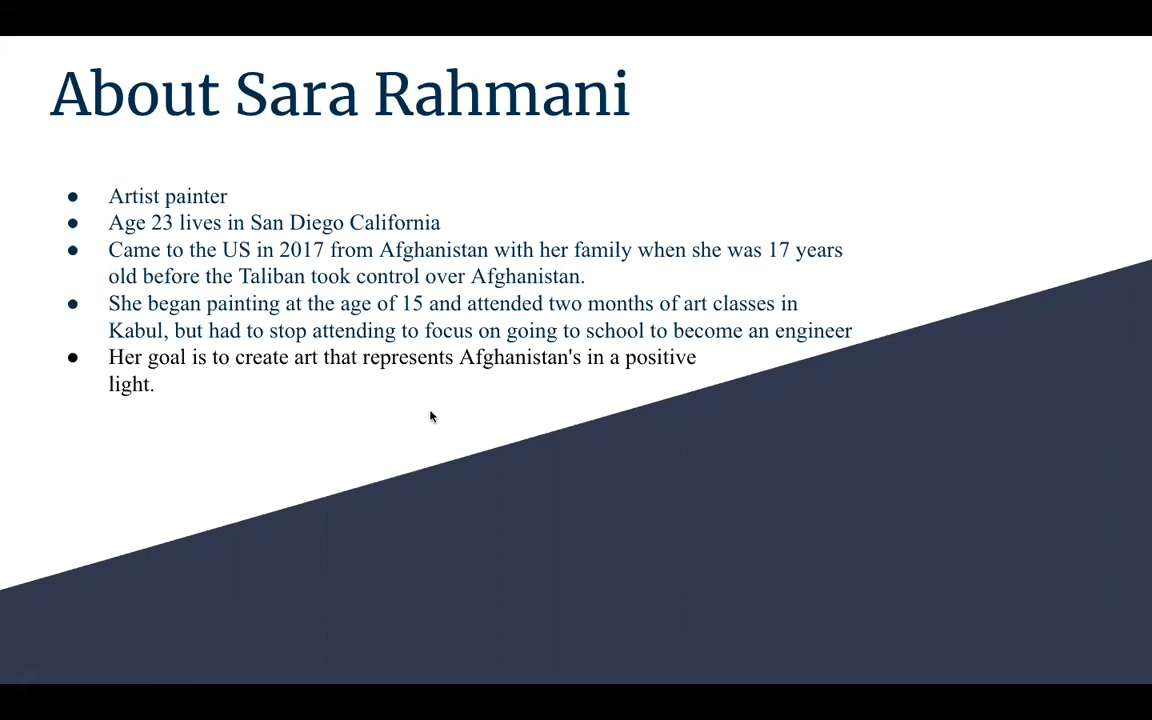 About Sara Rahmani
● Artist painter
● Age 23 lives in San Diego California
● Came to the US in 2017 from Afghanistan with her family when she was 17 years
old before the Taliban took control over Afghanistan.
● She began painting at the age of 15 and attended two months of art classes in
Kabul, but had to stop attending to focus on going to school to become an engineer
● Her goal is to create art that represents Afghanistan's in a positive
light.